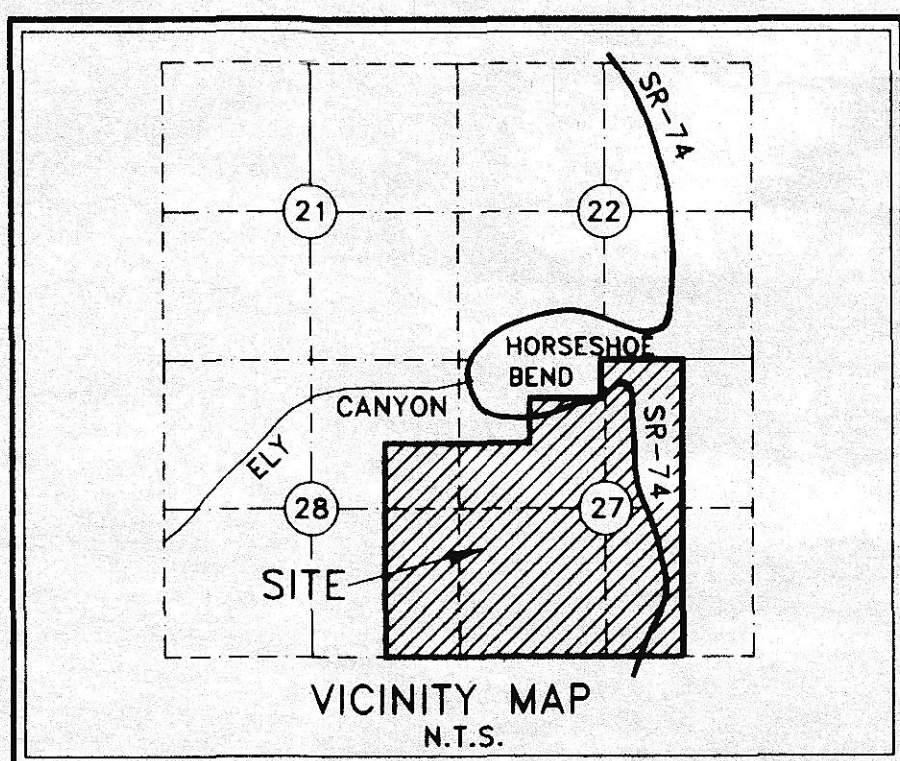 SR-74
21
22
HORSESHOE
BEND
CANYON
ELY
SR-74
28
27
SITE
VICINITY MAP
N.T.S.